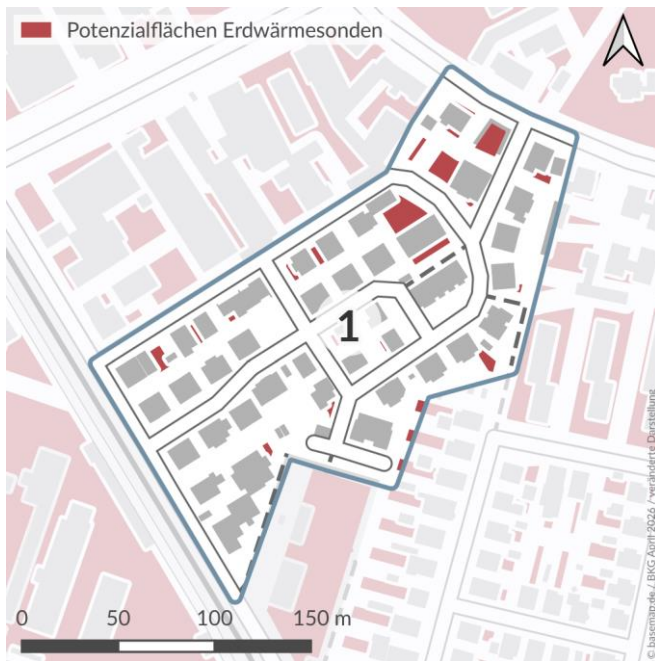 Potenzialflächen Erdwärmesonden
1
0 50 100 150 m
© basemap.de / BKG April 2026 / veränderte Darstellung